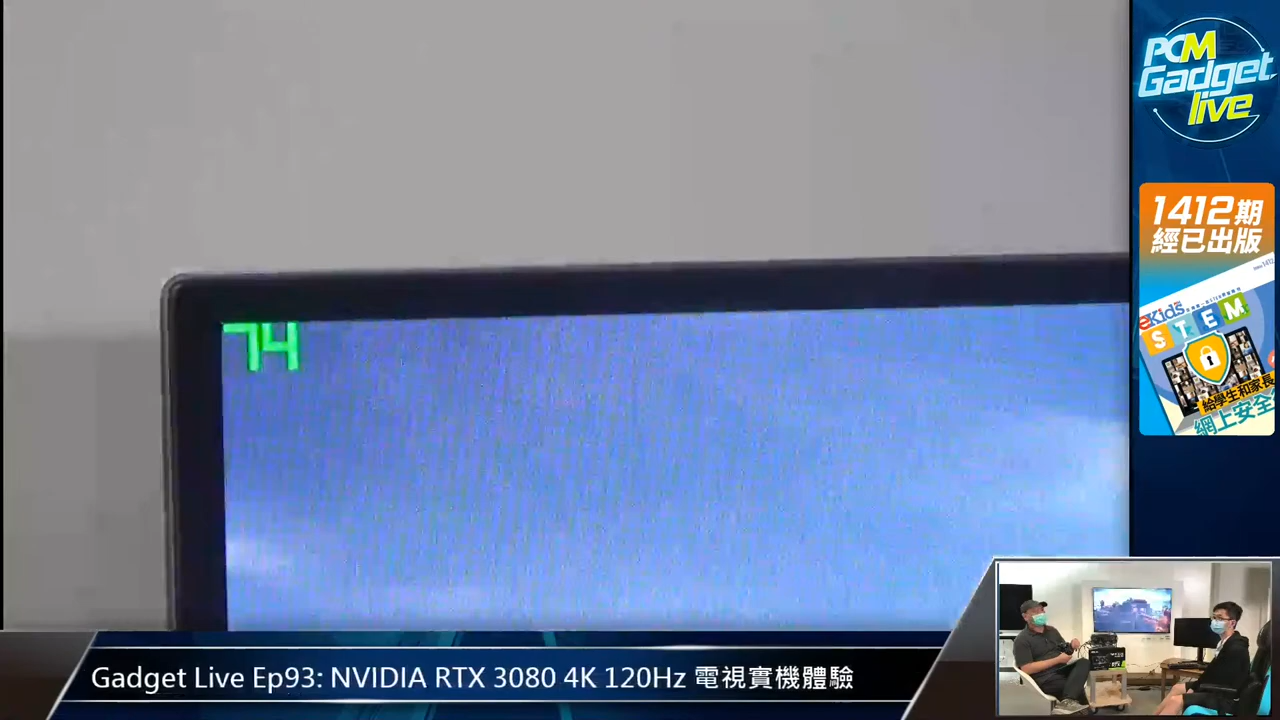 PCM
Gadget
live
1412期
經已出版
eKids
STEM
給學生和家長
網上安全
74
Gadget Live Ep93: NVIDIA RTX 3080 4K 120Hz 電視實機體驗